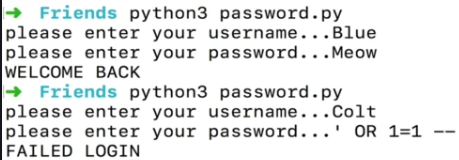 ➜ Friends python3 password.py
please enter your username...Blue
please enter your password...Meow
WELCOME BACK
➜ Friends python3 password.py
please enter your username...Colt
please enter your password...' OR 1=1 --
FAILED LOGIN